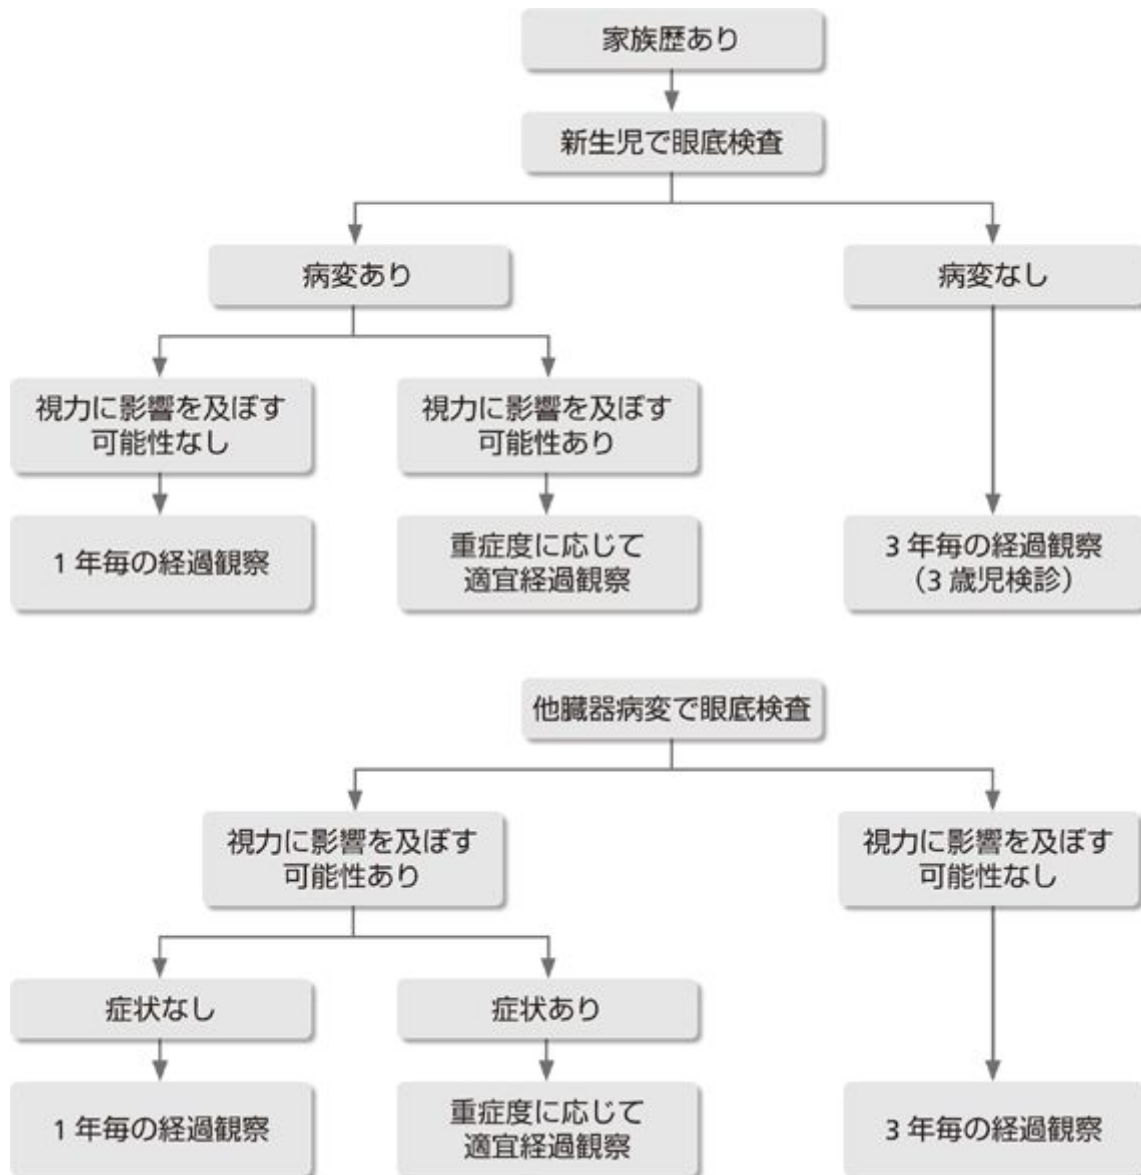 家族歴あり
新生児で眼底検査
病変あり
病変なし
視力に影響を及ぼす
可能性なし
視力に影響を及ぼす
可能性あり
1年毎の経過観察
重症度に応じて
適宜経過観察
3年毎の経過観察
（3歳児検診）
他臓器病変で眼底検査
視力に影響を及ぼす
可能性あり
視力に影響を及ぼす
可能性なし
症状なし
症状あり
1年毎の経過観察
重症度に応じて
適宜経過観察
3年毎の経過観察